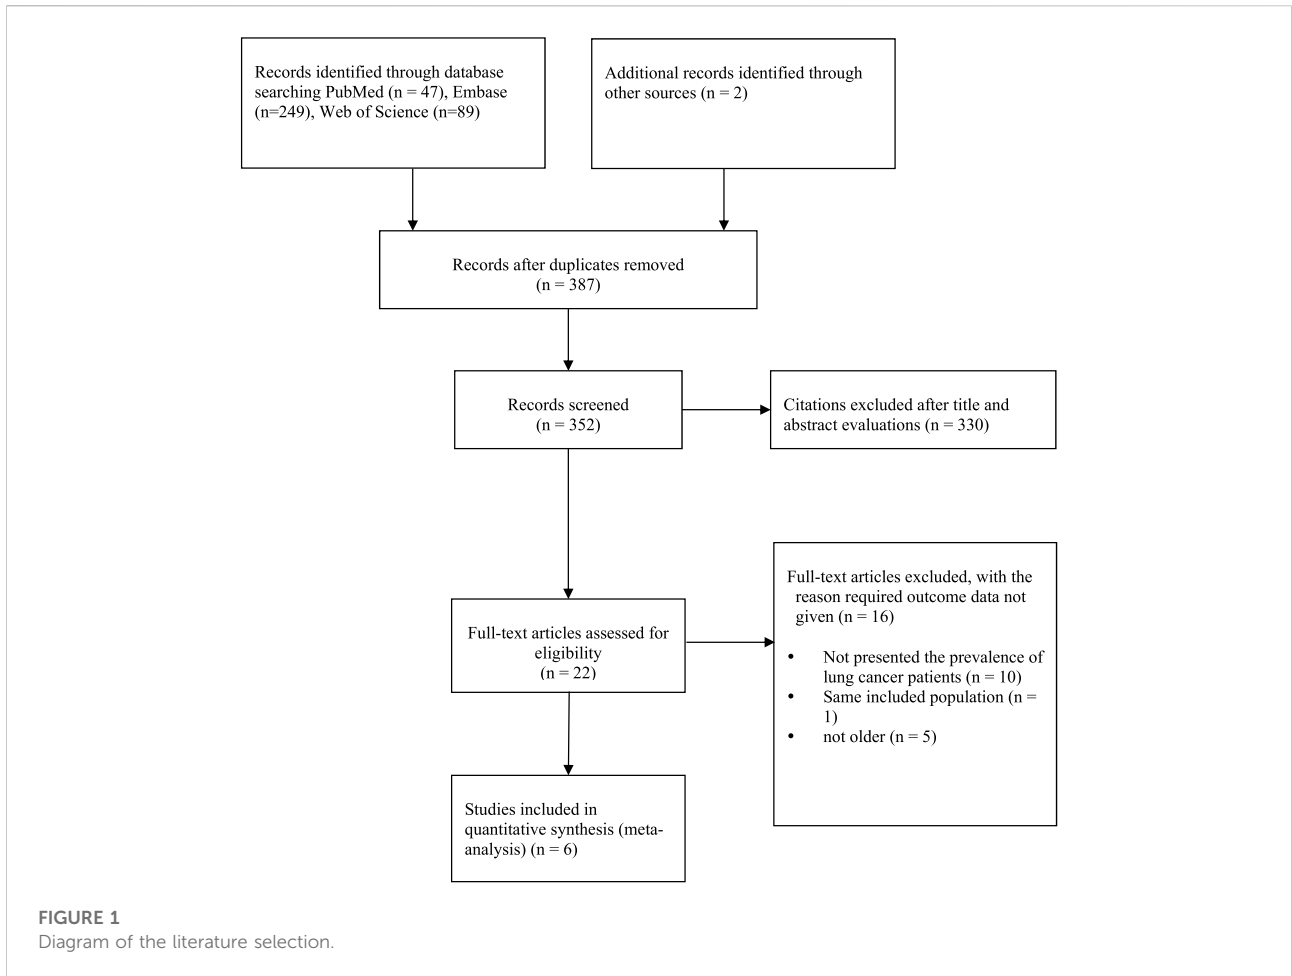 Records identified through database
searching PubMed (n = 47), Embase
(n=249), Web of Science (n=89)
Additional records identified through
other sources (n = 2)
Records after duplicates removed
(n = 387)
Records screened
(n = 352)
Citations excluded after title and
abstract evaluations (n = 330)
Full-text articles assessed for
eligibility
(n = 22)
Full-text articles excluded, with the
reason required outcome data not
given (n = 16)
• Not presented the prevalence of
lung cancer patients (n = 10)
• Same included population (n =
1)
• not older (n = 5)
Studies included in
quantitative synthesis (meta-
analysis) (n = 6)
FIGURE 1
Diagram of the literature selection.